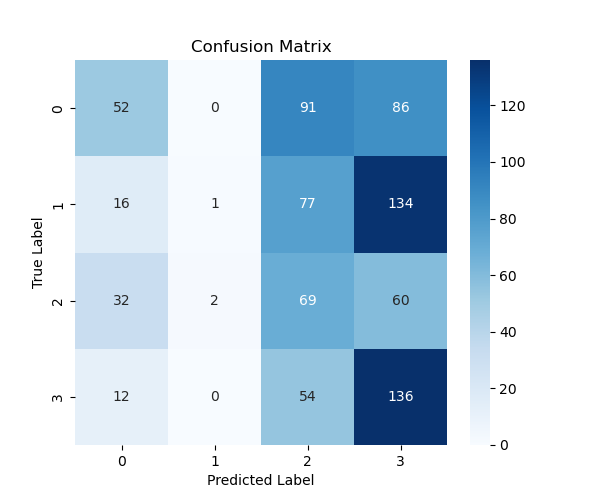 Confusion Matrix
0 52 0 91 86
1 16 1 77 134
2 32 2 69 60
3 12 0 54 136
0 1 2 3
True Label
Predicted Label
120
100
80
60
40
20
0